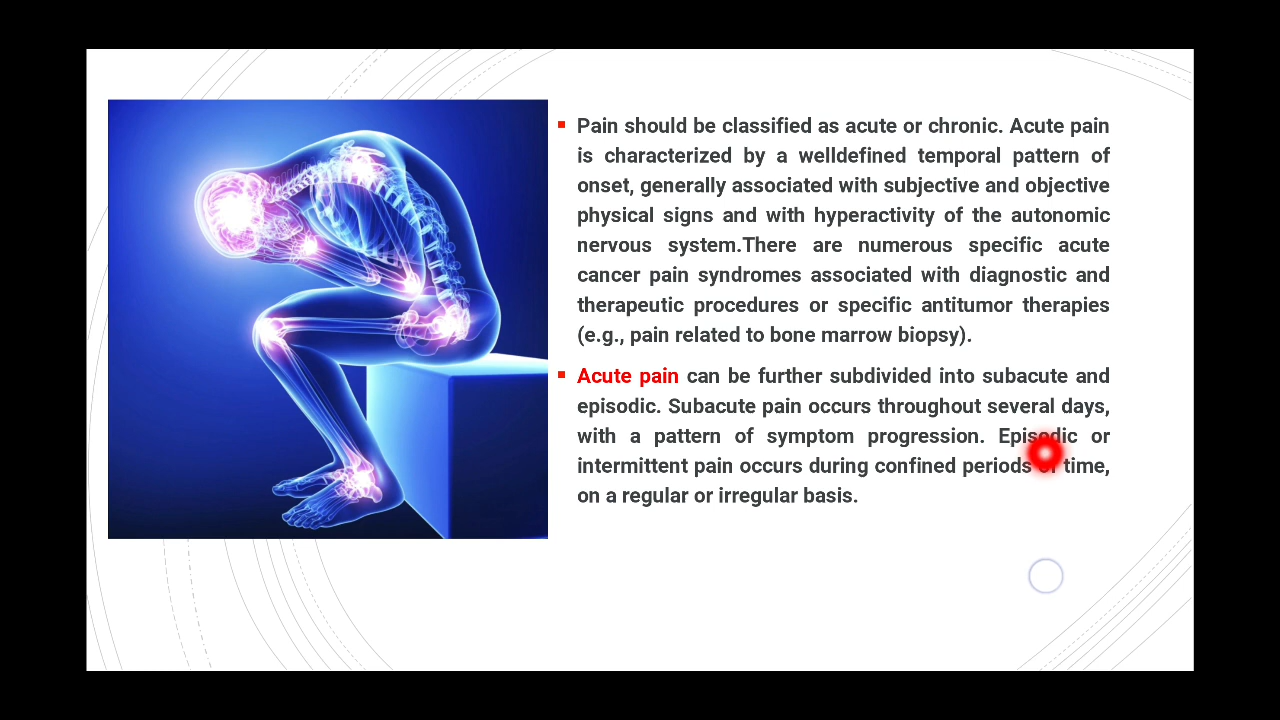 Pain should be classified as acute or chronic. Acute pain
is characterized by a welldefined temporal pattern of
onset, generally associated with subjective and objective
physical signs and with hyperactivity of the autonomic
nervous system.There are numerous specific acute
cancer pain syndromes associated with diagnostic and
therapeutic procedures or specific antitumor therapies
(e.g., pain related to bone marrow biopsy).
Acute pain can be further subdivided into subacute and
episodic. Subacute pain occurs throughout several days,
with a pattern of symptom progression. Episodic or
intermittent pain occurs during confined periods of time,
on a regular or irregular basis.